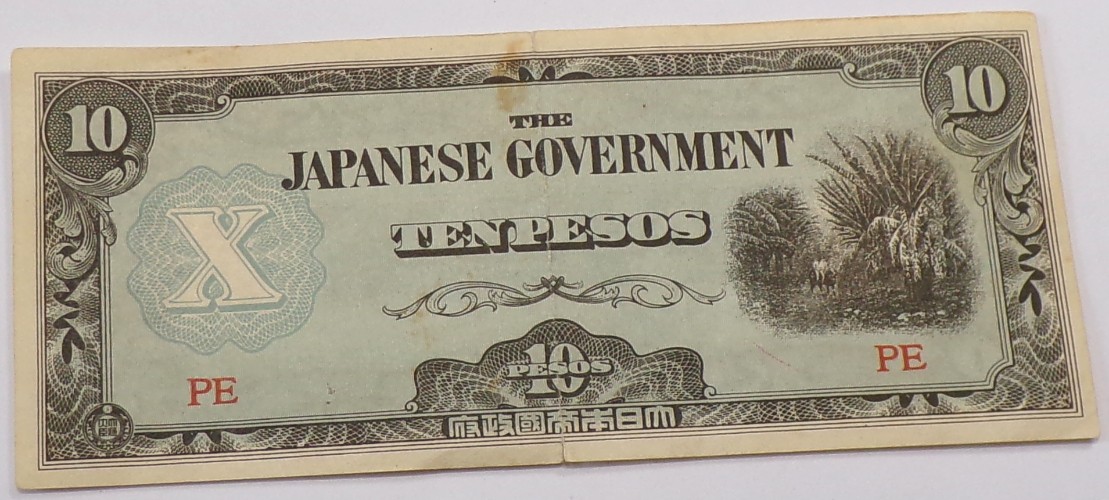 10
10
THE
JAPANESE GOVERNMENT
X
TEN PESOS
PE
PE
10
PESOS
大日本帝國政府